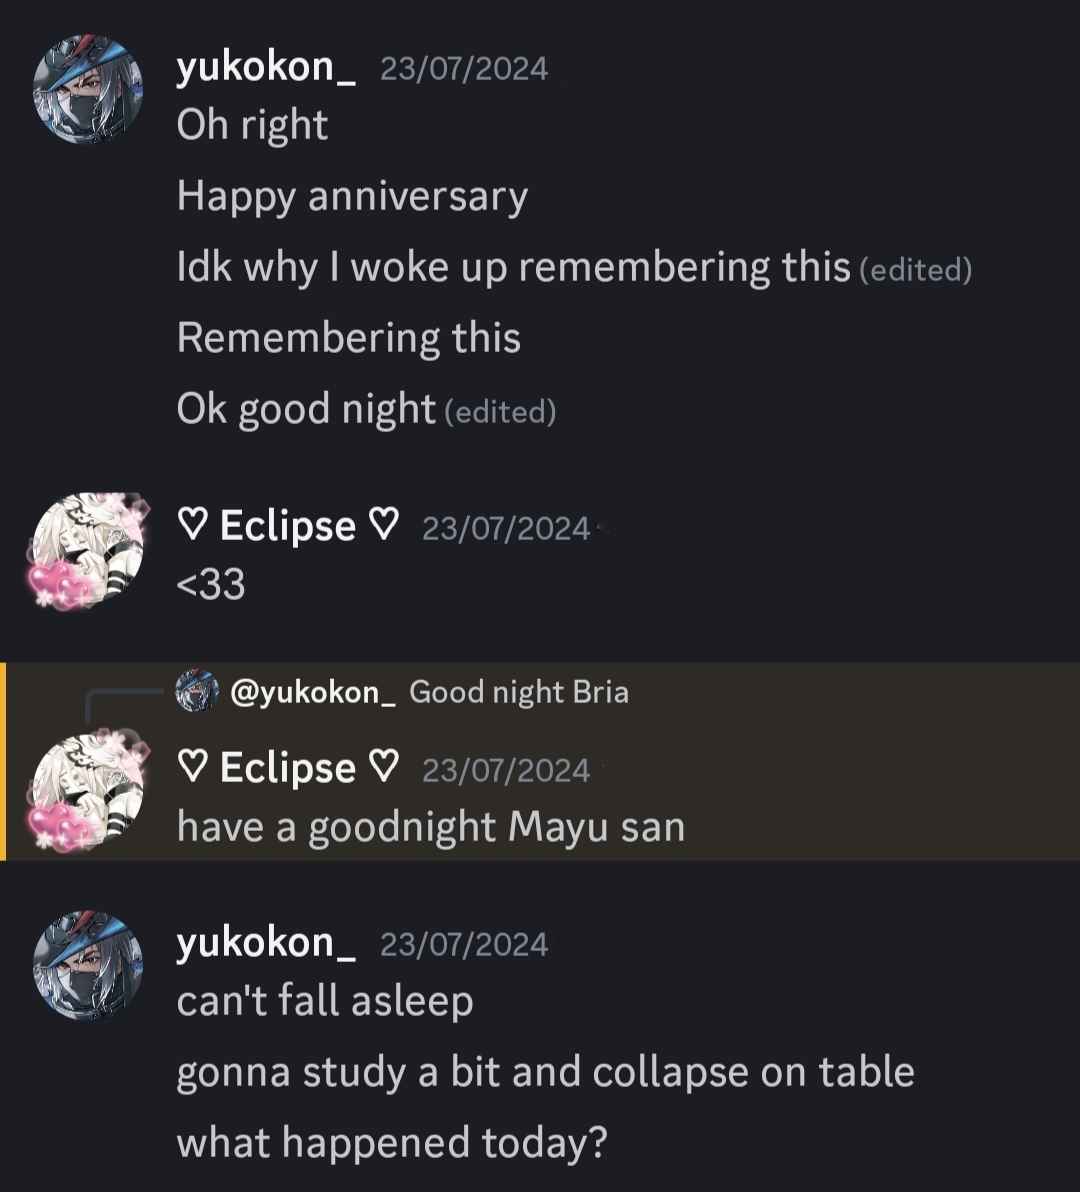 yukokon_ 23/07/2024
Oh right
Happy anniversary
Idk why I woke up remembering this (edited)
Remembering this
Ok good night (edited)
♡ Eclipse ♡ 23/07/2024
<33
@yukokon_ Good night Bria
♡ Eclipse ♡ 23/07/2024
have a goodnight Mayu san
yukokon_ 23/07/2024
can't fall asleep
gonna study a bit and collapse on table
what happened today?